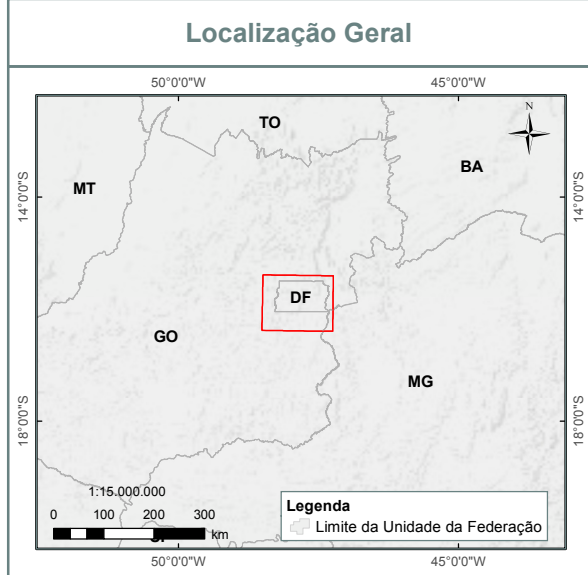 Localização Geral
50°0'0"W 45°0'0"W
N
TO
BA
MT
14°0'0"S 14°0'0"S
DF
GO
MG
18°0'0"S 18°0'0"S
1:15.000.000
0 100 200 300
km
Legenda
Limite da Unidade da Federação
50°0'0"W 45°0'0"W